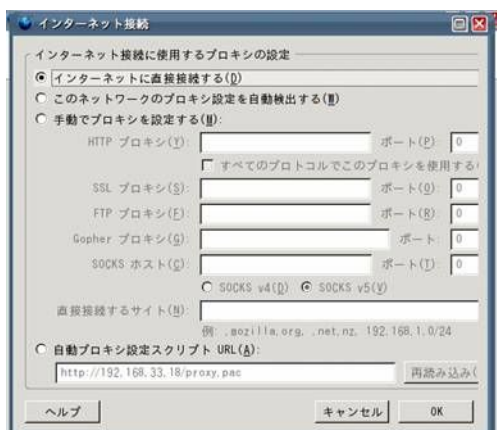 インターネット接続
インターネット接続に使用するプロキシの設定
インターネットに直接接続する(D)
このネットワークのプロキシ設定を自動検出する(W)
手動でプロキシを設定する(M):
HTTP プロキシ(Y): ポート(P): 0
すべてのプロトコルでこのプロキシを使用する(
SSL プロキシ(S): ポート(O): 0
FTP プロキシ(F): ポート(R): 0
Gopher プロキシ(G): ポート: 0
SOCKS ホスト(C): ポート(T): 0
SOCKS v4(D) SOCKS v5(V)
直接接続するサイト(N):
例: .mozilla.org, .net.nz, 192.168.1.0/24
自動プロキシ設定スクリプト URL(A):
http://192.168.33.18/proxy.pac 再読み込み(
ヘルプ キャンセル OK